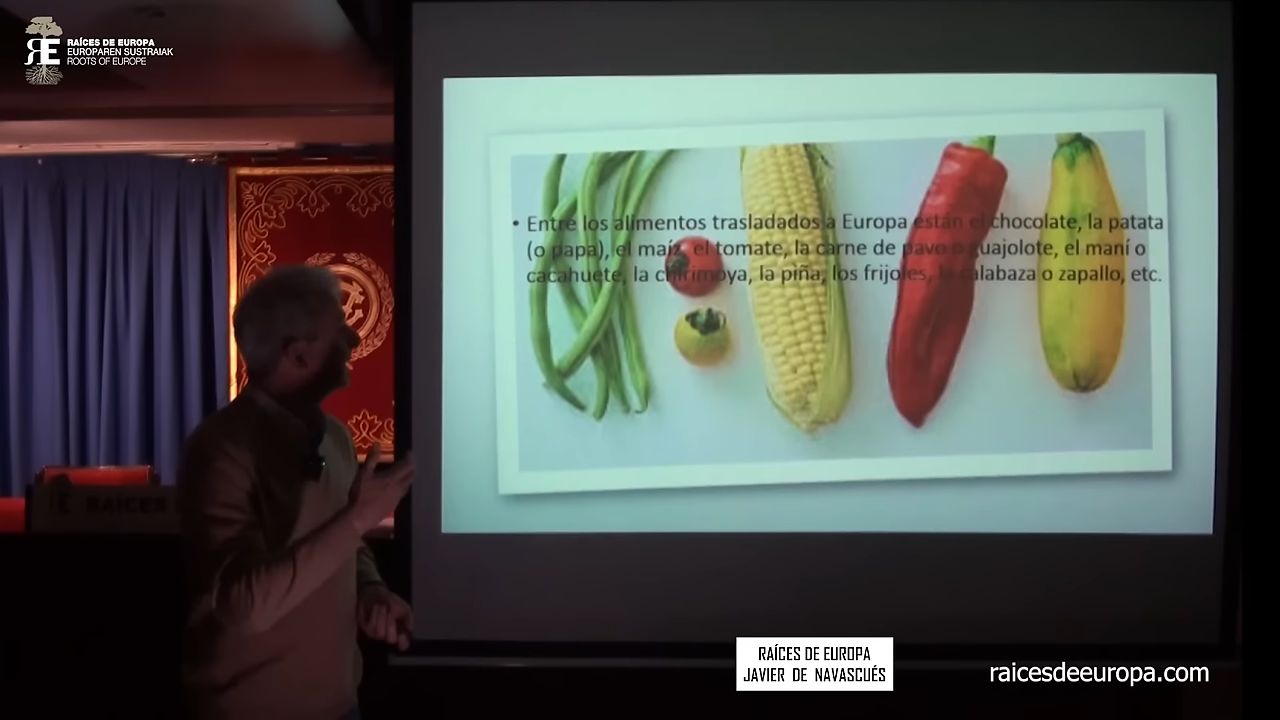 RAÍCES DE EUROPA
EUROPAREN SUSTRAIAK
ROOTS OF EUROPE
• Entre los alimentos trasladados a Europa están el chocolate, la patata
(o papa), el maíz, el tomate, la carne de pavo o guajolote, el maní o
cacahuete, la chirimoya, la piña, los frijoles, la calabaza o zapallo, etc.
RAÍCES
RAÍCES DE EUROPA
JAVIER DE NAVASCUÉS
raicesdeeuropa.com